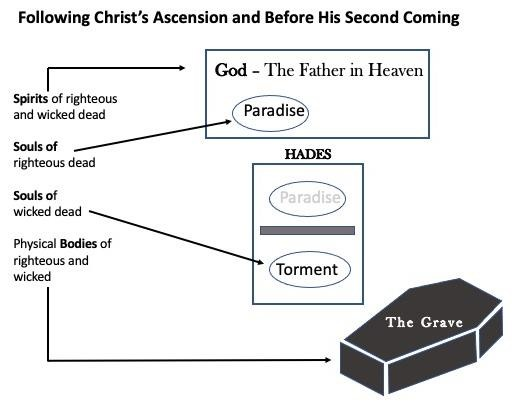 Following Christ’s Ascension and Before His Second Coming
God – The Father in Heaven
Paradise
Spirits of righteous
and wicked dead
Souls of
righteous dead
HADES
Paradise
Souls of
wicked dead
Torment
Physical Bodies of
righteous and
wicked
The Grave